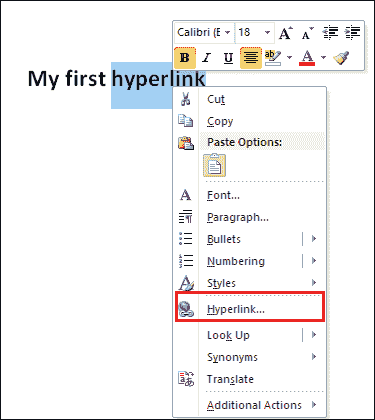 Calibri (E 18 A A
B I U ab A
My first hyperlink
Cut
Copy
Paste Options:
A Font...
Paragraph...
Bullets
Numbering
Styles
Hyperlink...
Look Up
Synonyms
Translate
Additional Actions